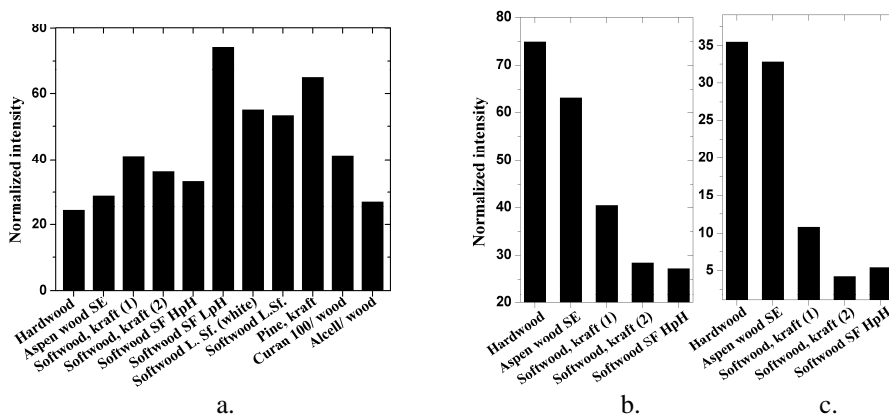 80
60
40
20
0
Normalized intensity
Hardwood
Aspen wood SE
Softwood, kraft (1)
Softwood, kraft (2)
Softwood SF HpH
Softwood SF LpH
Softwood L. Sf. (white)
Softwood L.Sf.
Pine, kraft
Curan 100/ wood
Alcell/ wood
a.
80
70
60
50
40
30
20
Normalized intensity
Hardwood
Aspen wood SE
Softwood, kraft (1)
Softwood, kraft (2)
Softwood SF HpH
b.
35
30
25
20
15
10
5
Hardwood
Aspen wood SE
Softwood, kraft (1)
Softwood, kraft (2)
Softwood SF HpH
c.